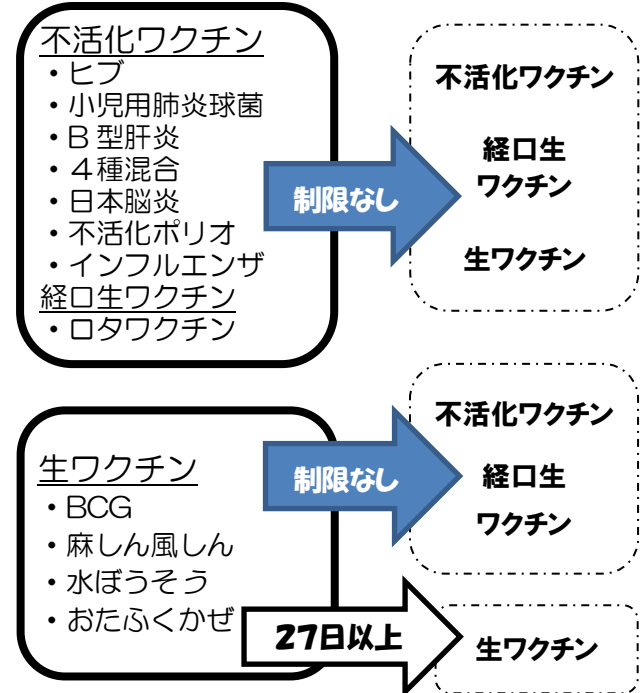 不活化ワクチン
・ヒブ
・小児用肺炎球菌
・B型肝炎
・４種混合
・日本脳炎
・不活化ポリオ
・インフルエンザ
経口生ワクチン
・ロタワクチン
制限なし
不活化ワクチン
経口生
ワクチン
生ワクチン
生ワクチン
・BCG
・麻しん風しん
・水ぼうそう
・おたふくかぜ
制限なし
不活化ワクチン
経口生
ワクチン
27日以上
生ワクチン